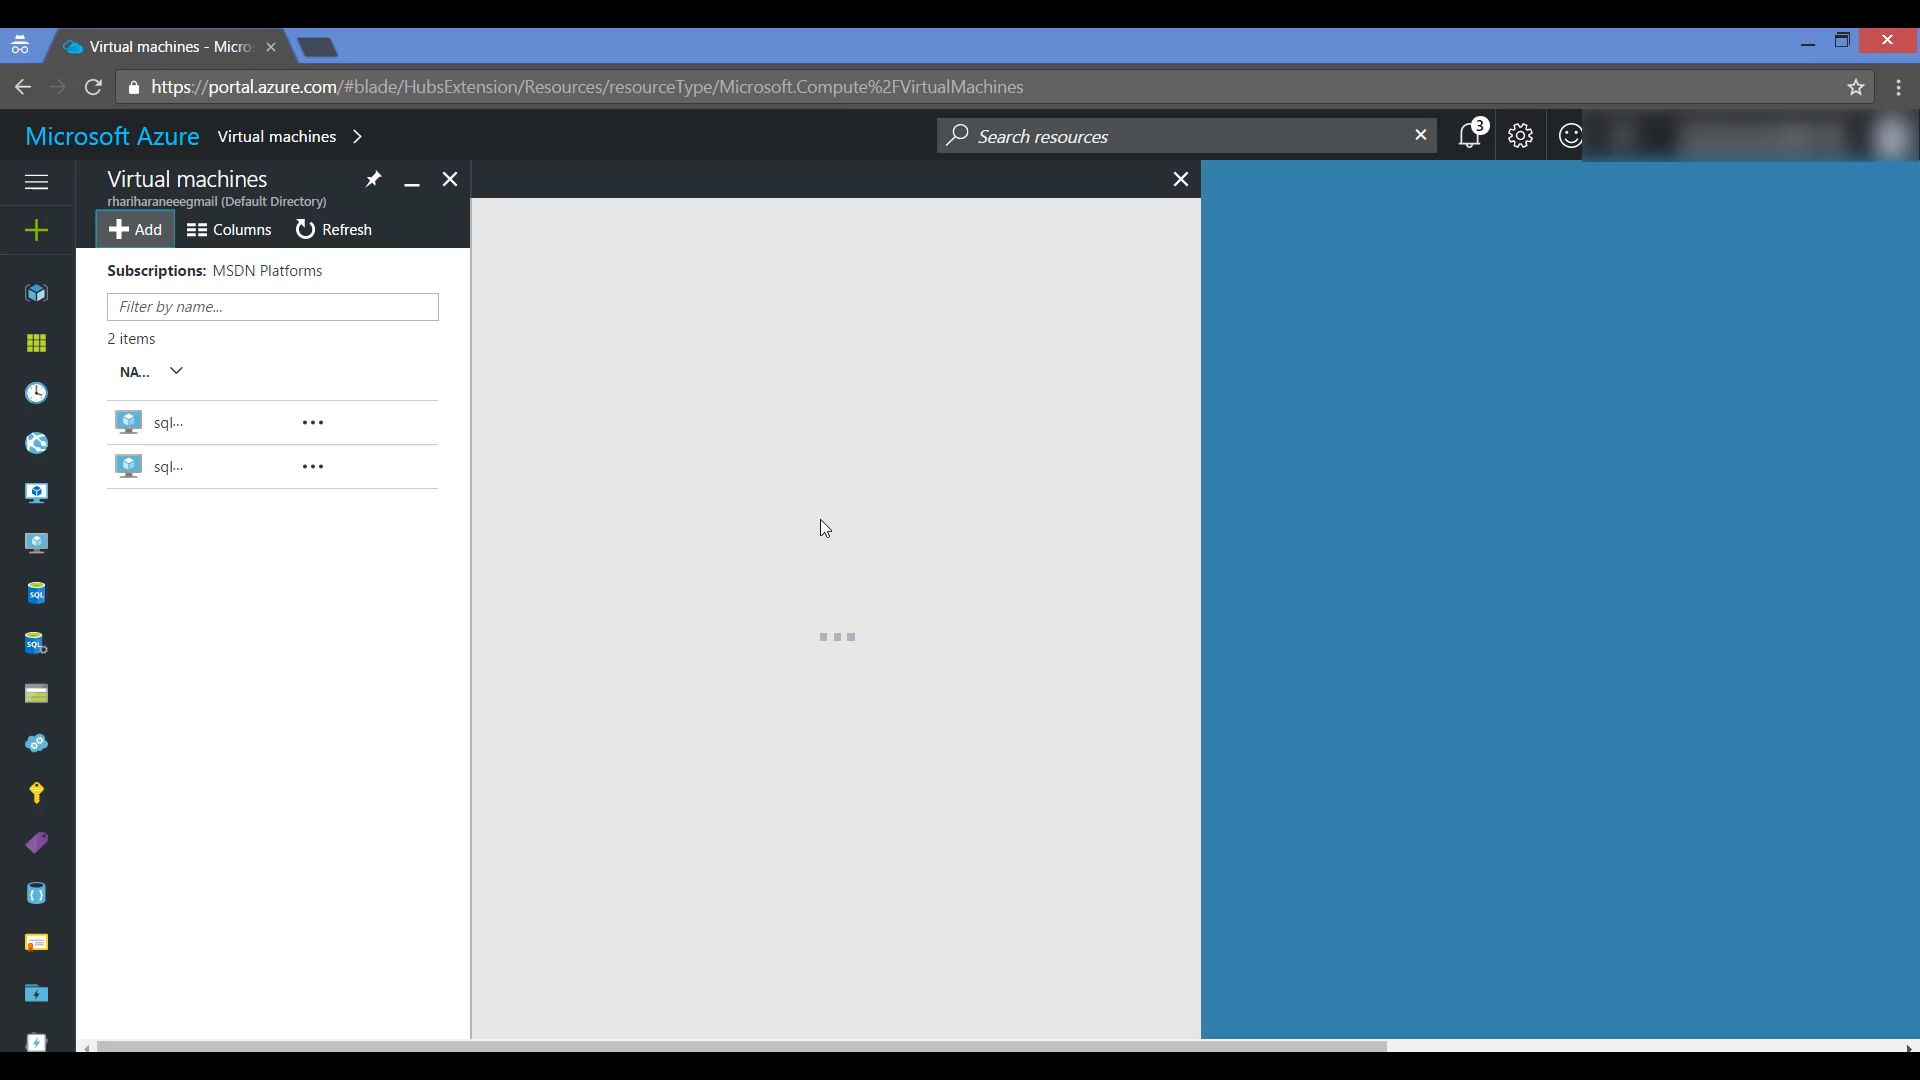 Virtual machines - Micro
https://portal.azure.com/#blade/HubsExtension/Resources/resourceType/Microsoft.Compute%2FVirtualMachines
Microsoft Azure Virtual machines
Search resources
3
Virtual machines
rhariharaneeegmail (Default Directory)
Add Columns Refresh
Subscriptions: MSDN Platforms
Filter by name...
2 items
NA...
sql...
sql...
SQL
SQL